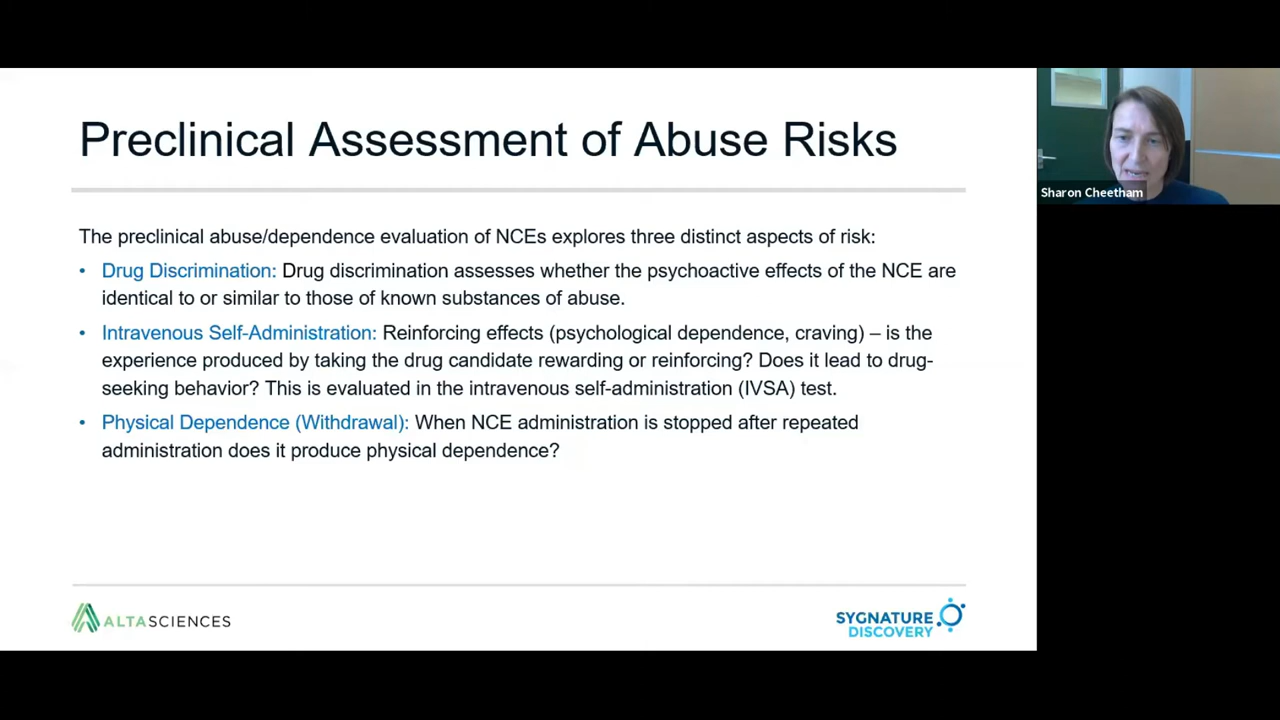 Preclinical Assessment of Abuse Risks
Sharon Cheetham
The preclinical abuse/dependence evaluation of NCEs explores three distinct aspects of risk:
• Drug Discrimination: Drug discrimination assesses whether the psychoactive effects of the NCE are
identical to or similar to those of known substances of abuse.
• Intravenous Self-Administration: Reinforcing effects (psychological dependence, craving) – is the
experience produced by taking the drug candidate rewarding or reinforcing? Does it lead to drug-
seeking behavior? This is evaluated in the intravenous self-administration (IVSA) test.
• Physical Dependence (Withdrawal): When NCE administration is stopped after repeated
administration does it produce physical dependence?
ALTASCIENCES
SYGNATURE
DISCOVERY